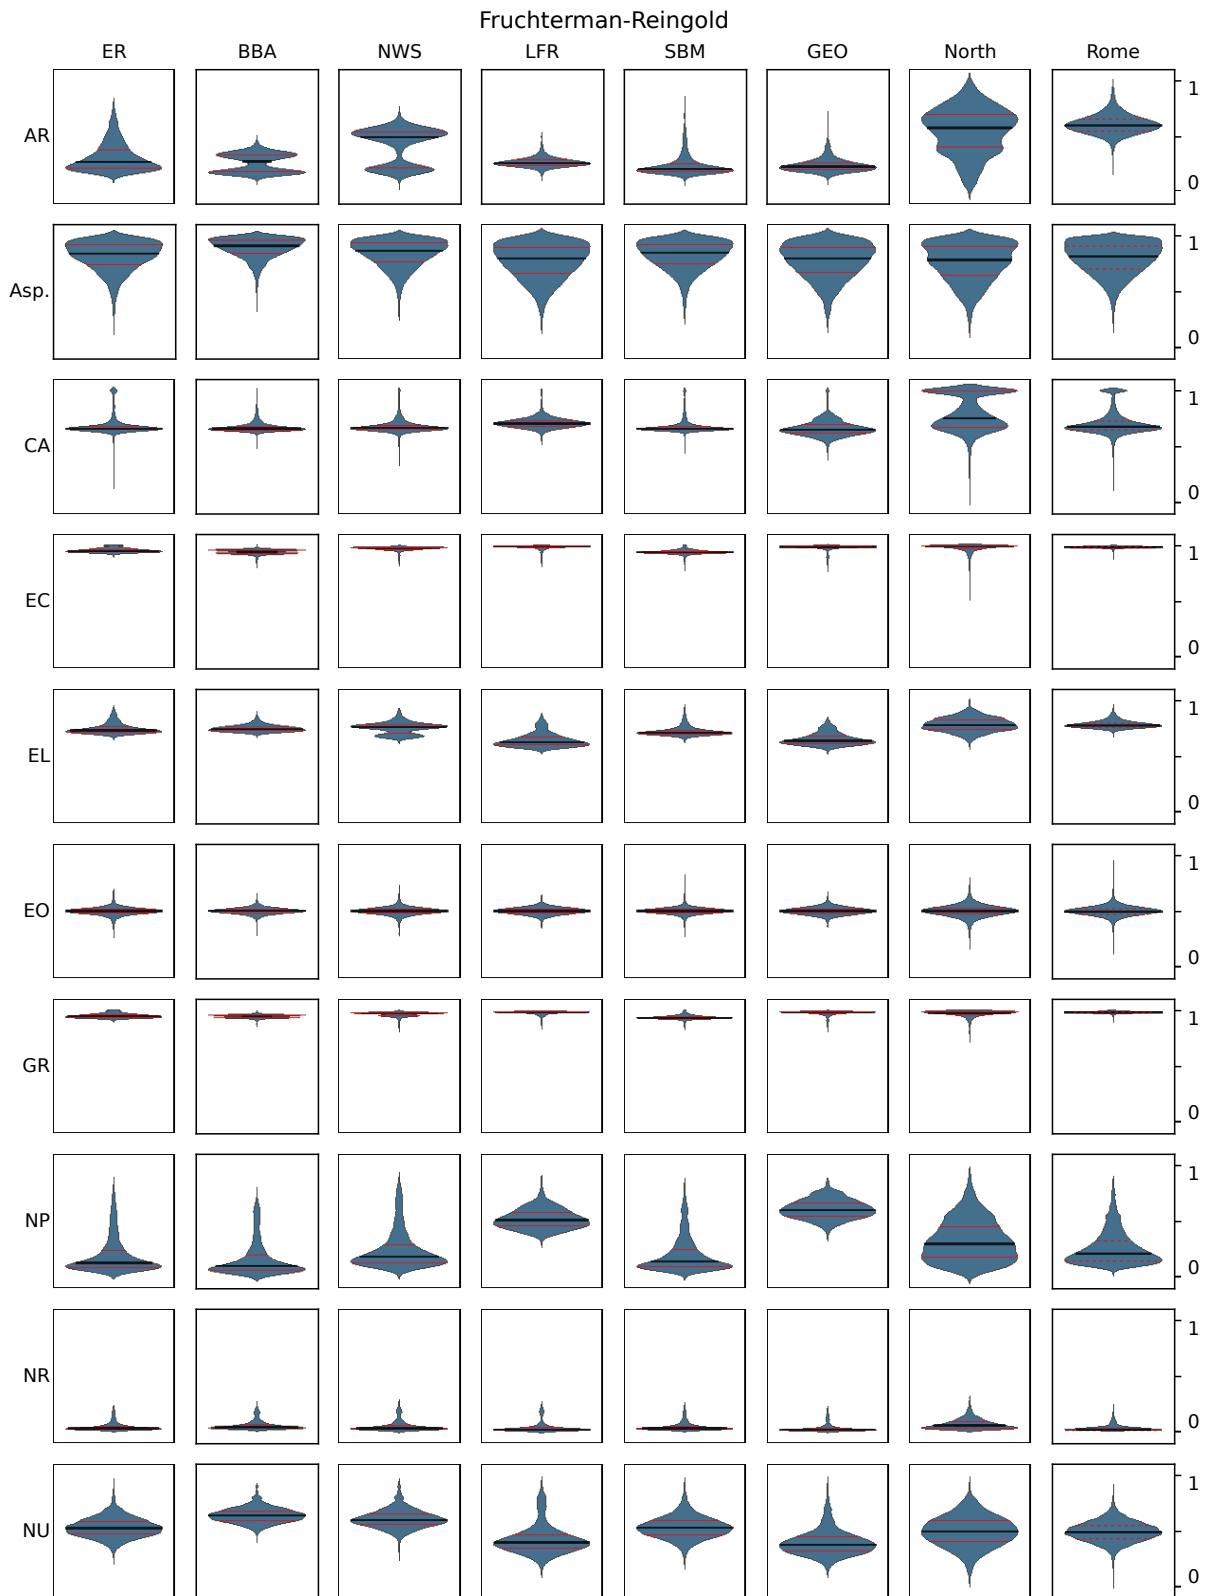 Fruchterman-Reingold
ER BBA NWS LFR SBM GEO North Rome
AR 1
0
Asp. 1
0
CA 1
0
EC 1
0
EL 1
0
EO 1
0
GR 1
0
NP 1
0
NR 1
0
NU 1
0